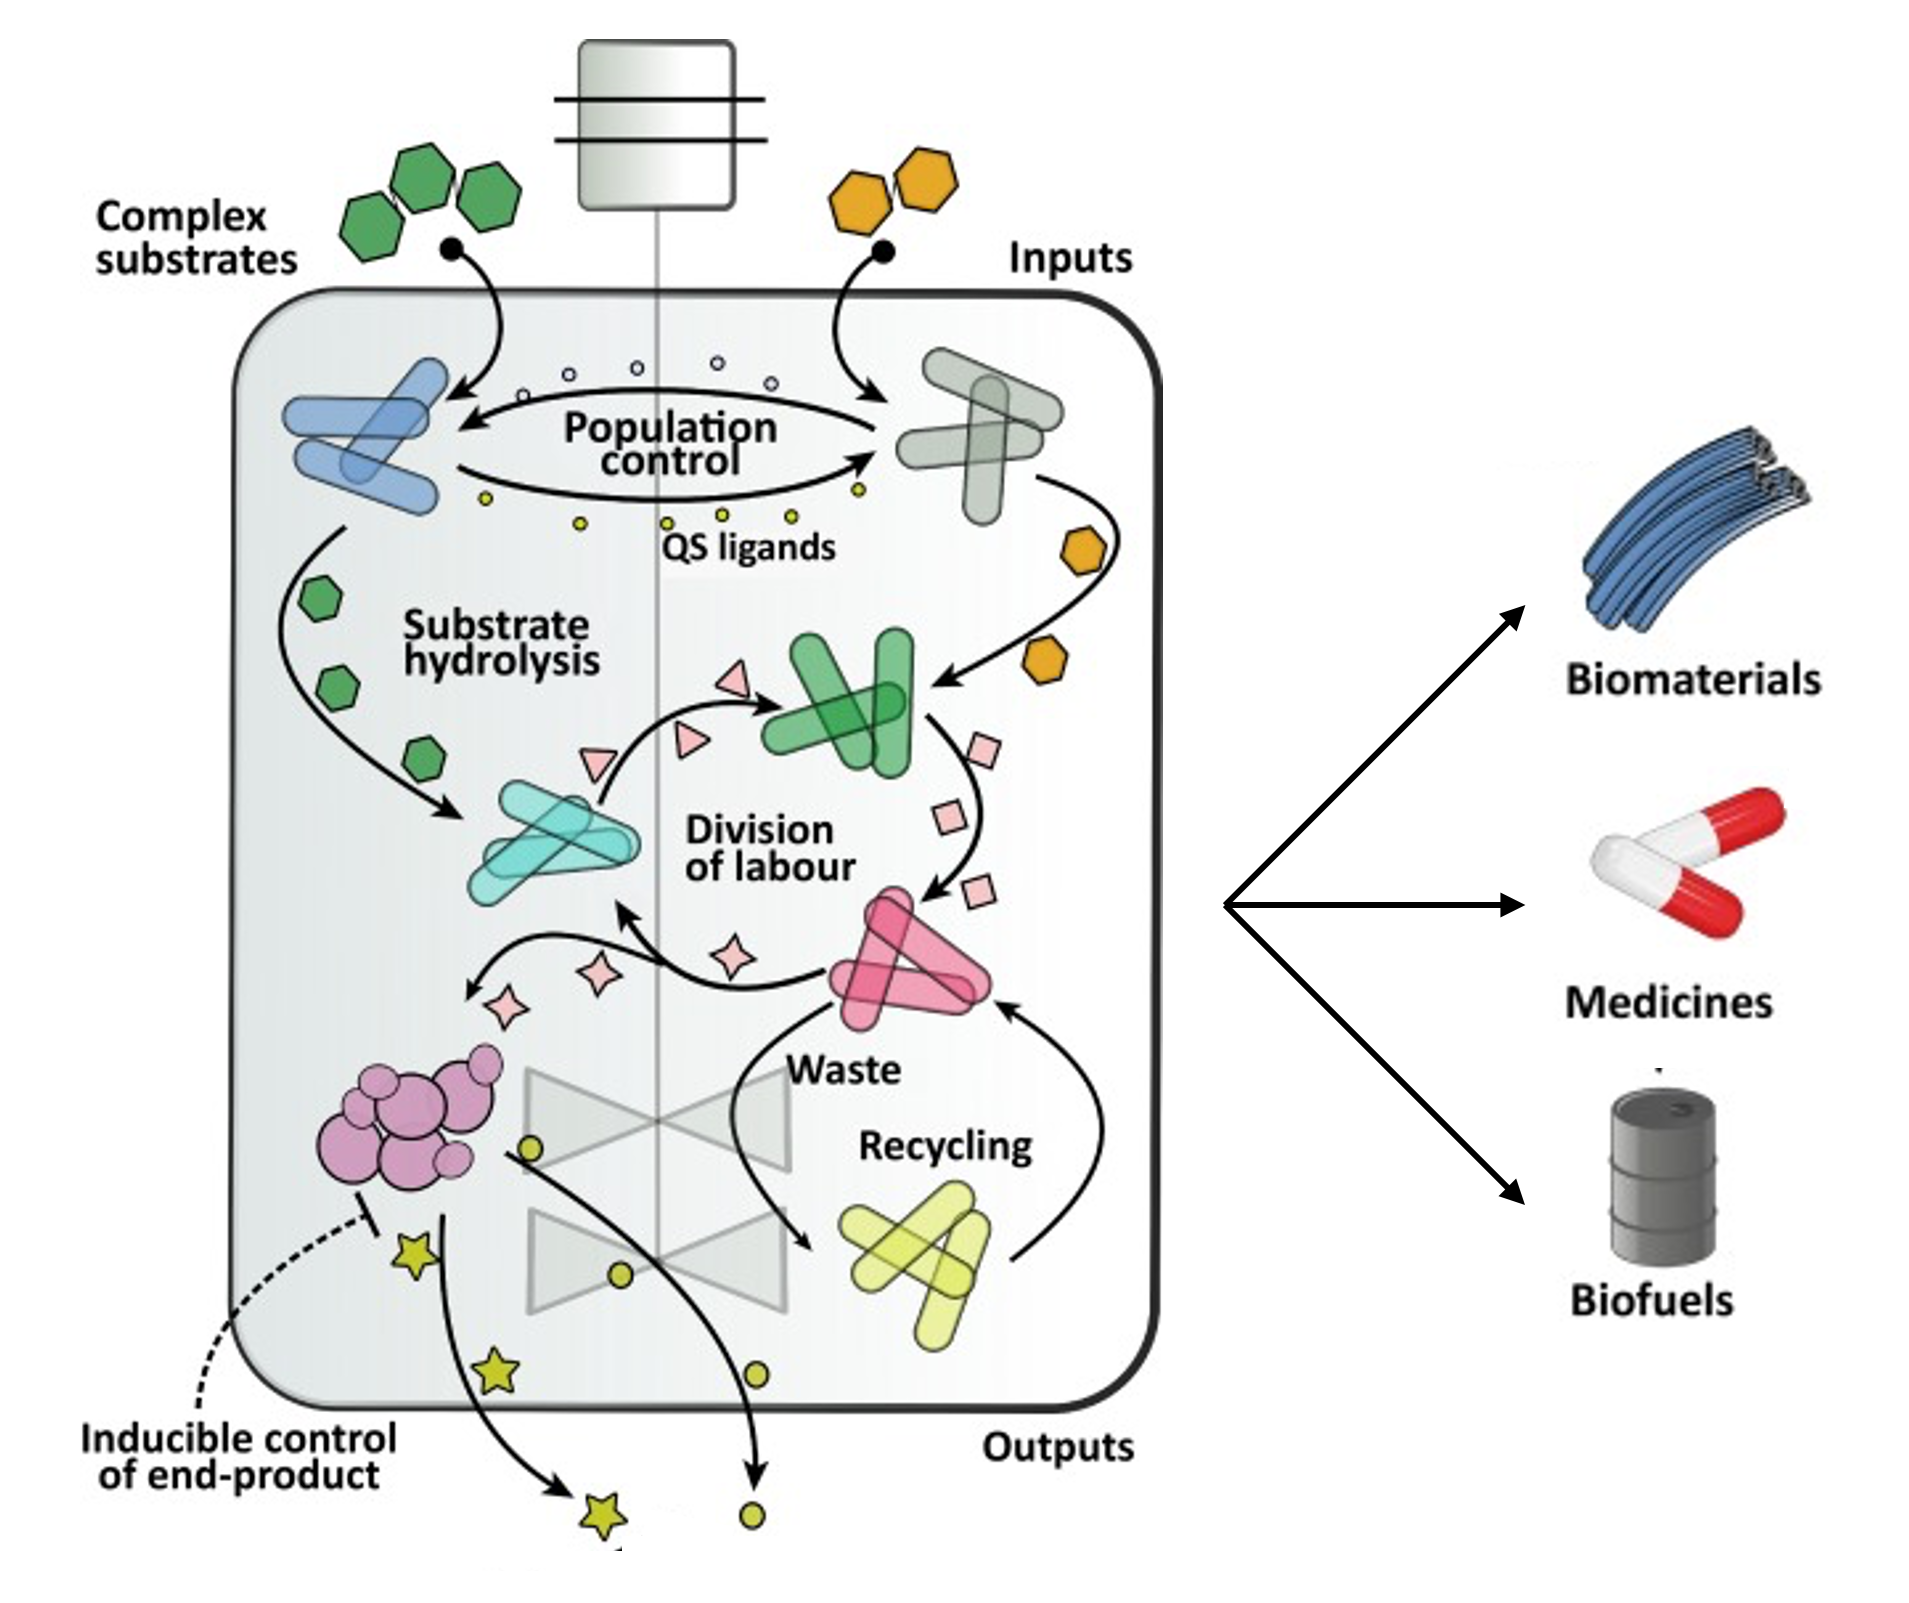 Complex
substrates
Inputs
Population
control
QS ligands
Substrate
hydrolysis
Division
of labour
Waste
Recycling
Inducible control
of end-product
Outputs
Biomaterials
Medicines
Biofuels